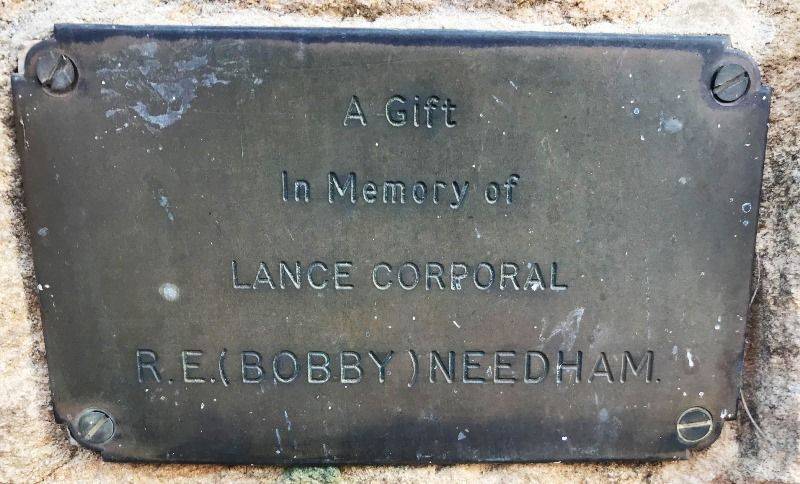 A Gift
In Memory of
LANCE CORPORAL
R.E.(BOBBY) NEEDHAM.